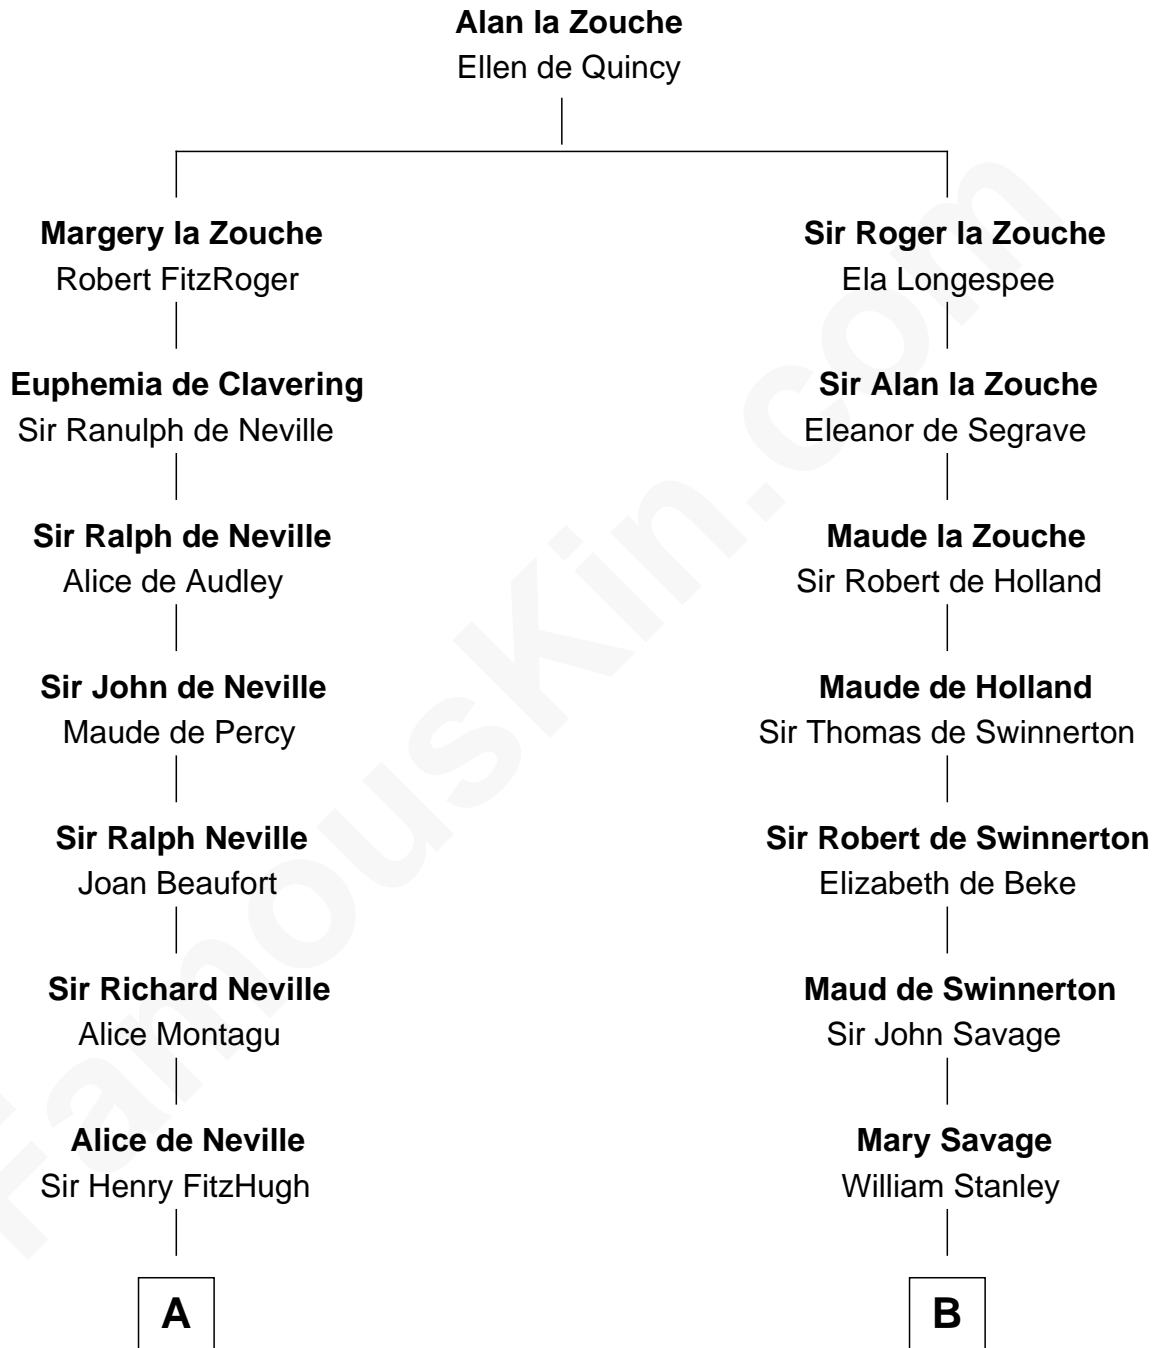 Alan la Zouche
Ellen de Quincy
Margery la Zouche
Robert FitzRoger
Sir Roger la Zouche
Ela Longespee
Euphemia de Clavering
Sir Ranulph de Neville
Sir Alan la Zouche
Eleanor de Segrave
Sir Ralph de Neville
Alice de Audley
Maude la Zouche
Sir Robert de Holland
Sir John de Neville
Maude de Percy
Maude de Holland
Sir Thomas de Swinnerton
Sir Ralph Neville
Joan Beaufort
Sir Robert de Swinnerton
Elizabeth de Beke
Sir Richard Neville
Alice Montagu
Maud de Swinnerton
Sir John Savage
Alice de Neville
Sir Henry FitzHugh
Mary Savage
William Stanley
A
B
FamousKin.com